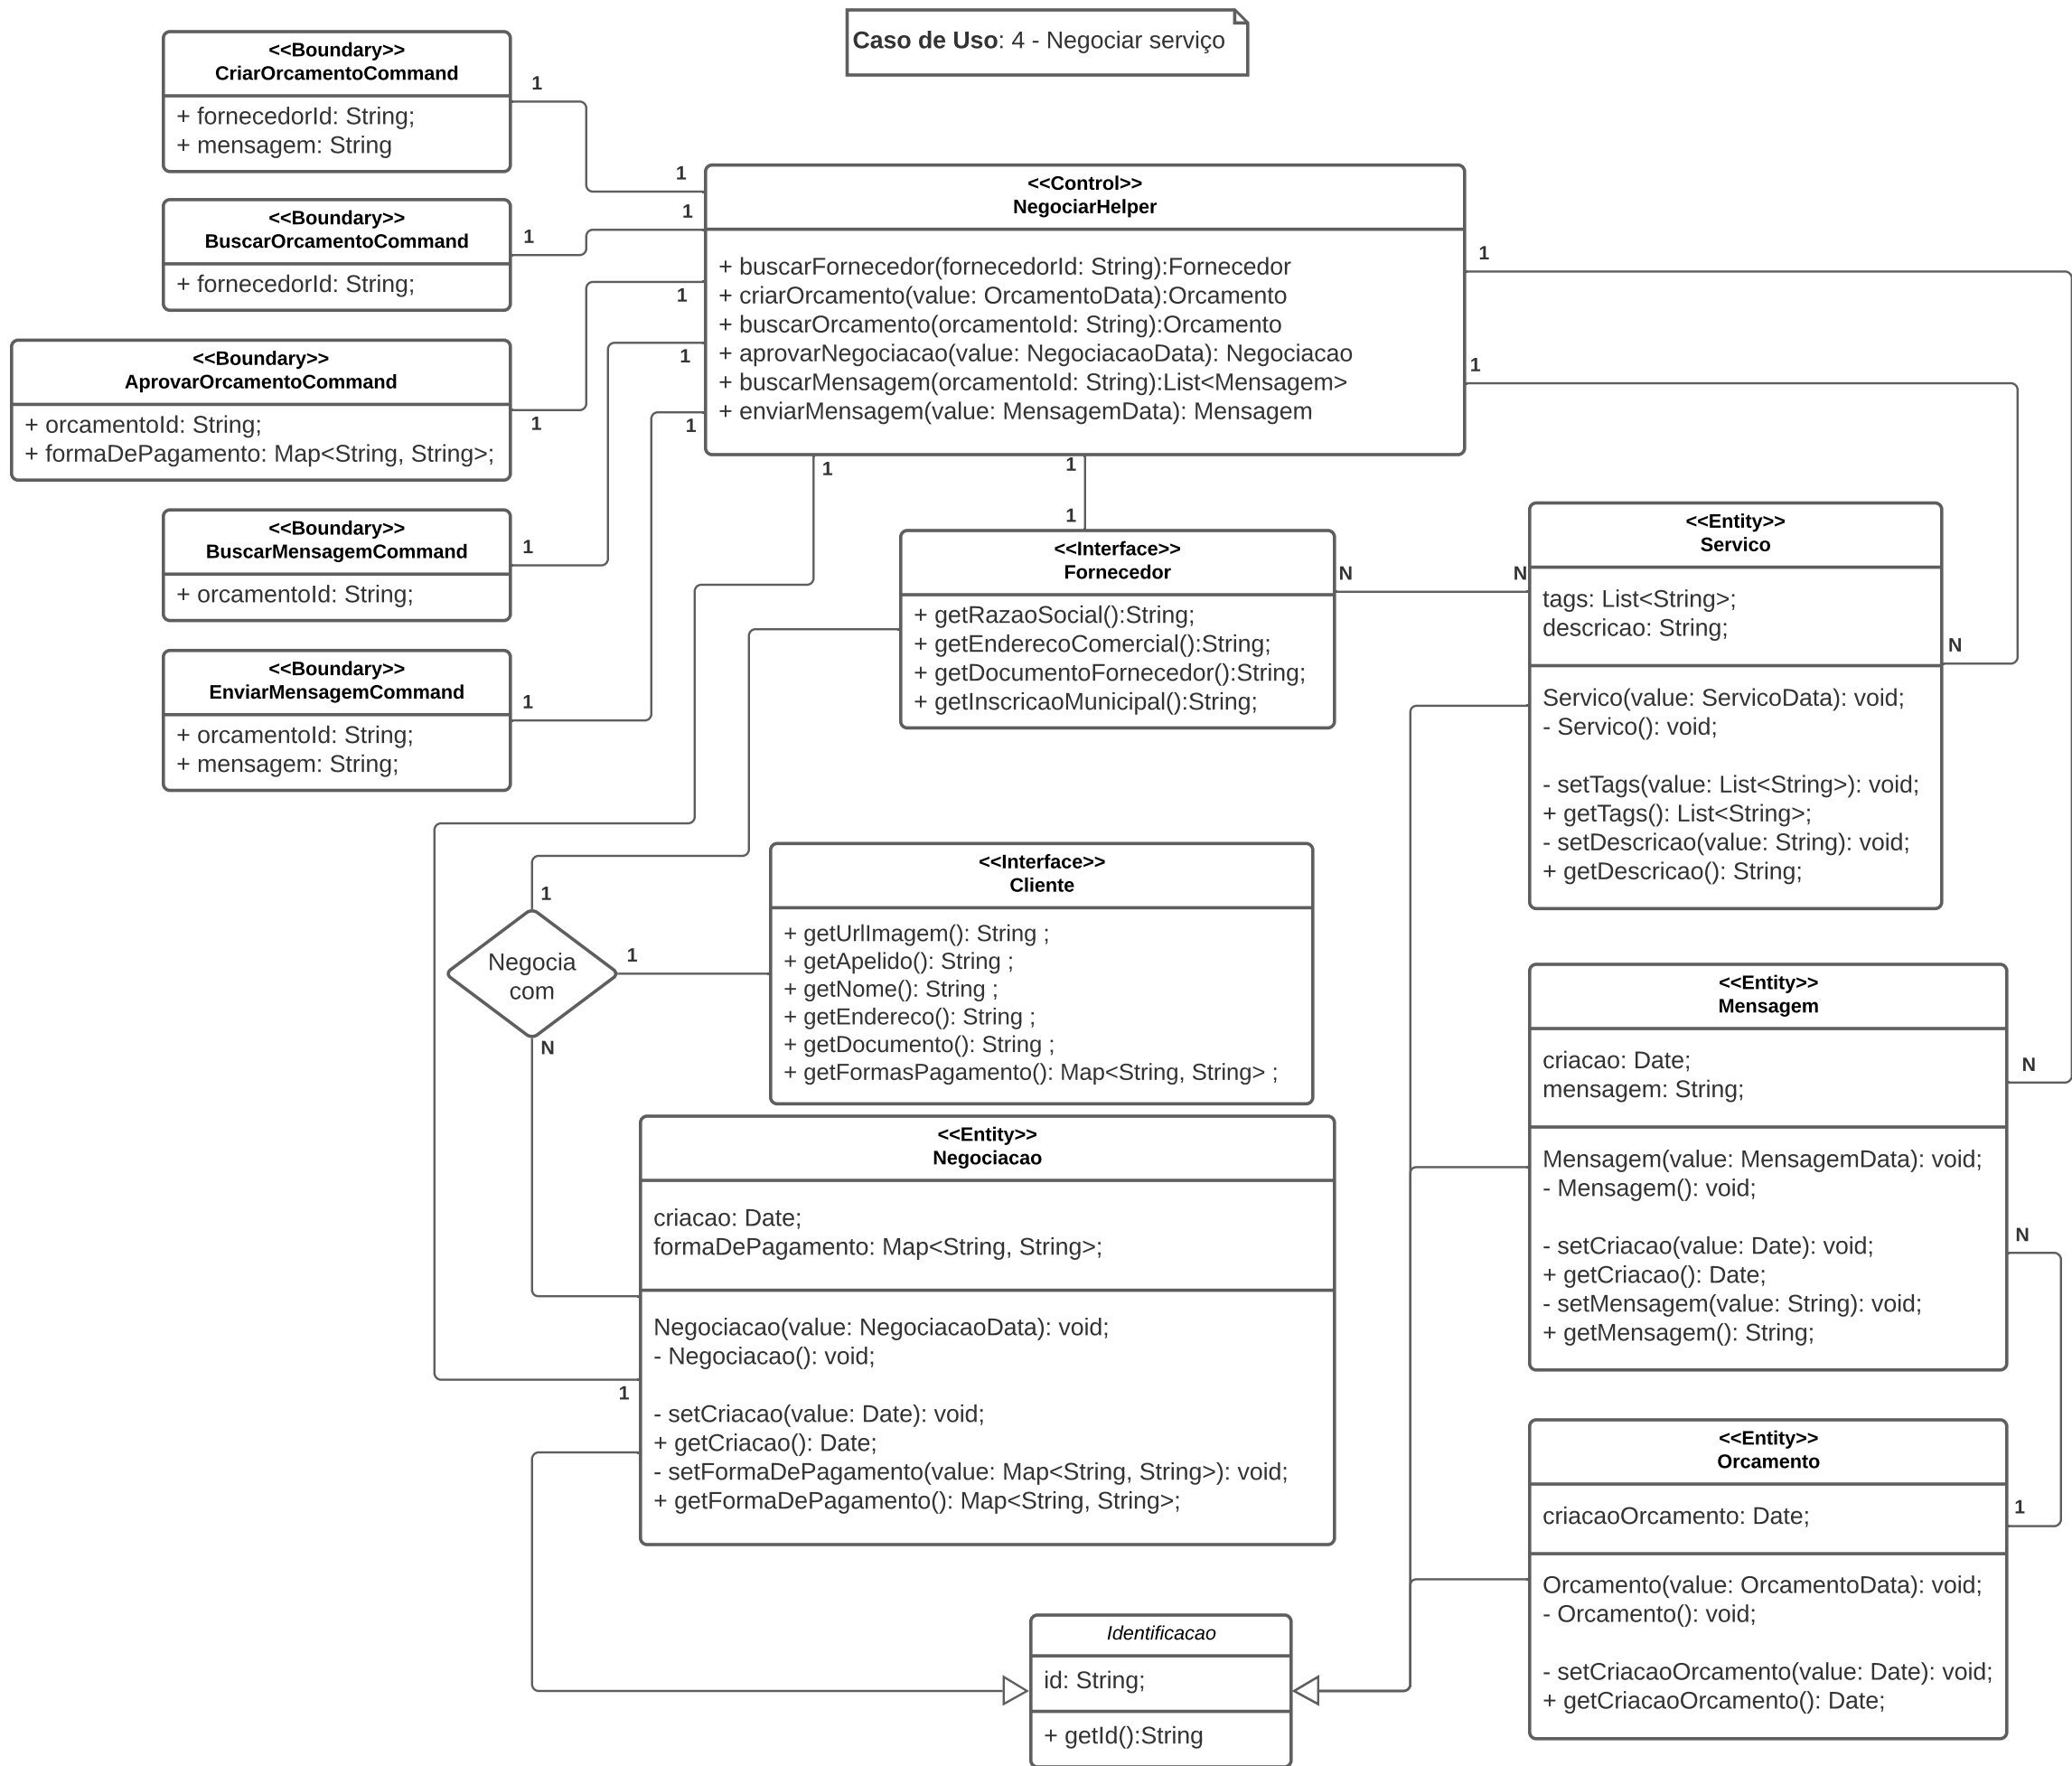 Caso de Uso: 4 - Negociar serviço
<<Boundary>>
CriarOrcamentoCommand
+ fornecedorId: String;
+ mensagem: String
1
1
<<Boundary>>
BuscarOrcamentoCommand
+ fornecedorId: String;
1
1
<<Boundary>>
AprovarOrcamentoCommand
+ orcamentoId: String;
+ formaDePagamento: Map<String, String>;
1
1
<<Boundary>>
BuscarMensagemCommand
+ orcamentoId: String;
1
1
<<Boundary>>
EnviarMensagemCommand
+ orcamentoId: String;
+ mensagem: String;
1
1
<<Control>>
NegociarHelper
+ buscarFornecedor(fornecedorId: String):Fornecedor
+ criarOrcamento(value: OrcamentoData):Orcamento
+ buscarOrcamento(orcamentoId: String):Orcamento
+ aprovarNegociacao(value: NegociacaoData): Negociacao
+ buscarMensagem(orcamentoId: String):List<Mensagem>
+ enviarMensagem(value: MensagemData): Mensagem
1
1
1
1
1
<<Interface>>
Fornecedor
+ getRazaoSocial():String;
+ getEnderecoComercial():String;
+ getDocumentoFornecedor():String;
+ getInscricaoMunicipal():String;
N
N
<<Entity>>
Servico
tags: List<String>;
descricao: String;
Servico(value: ServicoData): void;
- Servico(): void;
- setTags(value: List<String>): void;
+ getTags(): List<String>;
- setDescricao(value: String): void;
+ getDescricao(): String;
N
1
Negocia
com
1
N
<<Interface>>
Cliente
+ getUrlImagem(): String ;
+ getApelido(): String ;
+ getNome(): String ;
+ getEndereco(): String ;
+ getDocumento(): String ;
+ getFormasPagamento(): Map<String, String> ;
<<Entity>>
Negociacao
criacao: Date;
formaDePagamento: Map<String, String>;
Negociacao(value: NegociacaoData): void;
- Negociacao(): void;
- setCriacao(value: Date): void;
+ getCriacao(): Date;
- setFormaDePagamento(value: Map<String, String>): void;
+ getFormaDePagamento(): Map<String, String>;
1
<<Entity>>
Mensagem
criacao: Date;
mensagem: String;
Mensagem(value: MensagemData): void;
- Mensagem(): void;
- setCriacao(value: Date): void;
+ getCriacao(): Date;
- setMensagem(value: String): void;
+ getMensagem(): String;
N
N
<<Entity>>
Orcamento
criacaoOrcamento: Date;
Orcamento(value: OrcamentoData): void;
- Orcamento(): void;
- setCriacaoOrcamento(value: Date): void;
+ getCriacaoOrcamento(): Date;
1
Identificacao
id: String;
+ getId():String